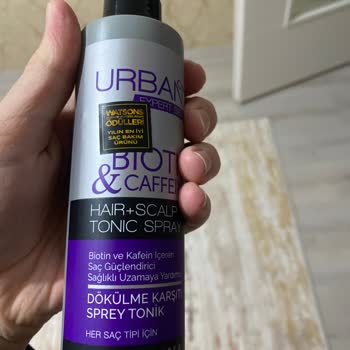 URBAN
EXPERT
WATSONS
ÖDÜLLERİ
YILIN EN İYİ
SAÇ BAKIM
ÜRÜNÜ
BIOT
& CAFFEI
HAIR+SCALP
TONIC SPRAY
Biotin ve Kafein İçeren
Saç Güçlendirici
Sağlıklı Uzamaya Yardımcı
DÖKÜLME KARŞITI
SPREY TONİK
HER SAÇ TİPİ İÇİN